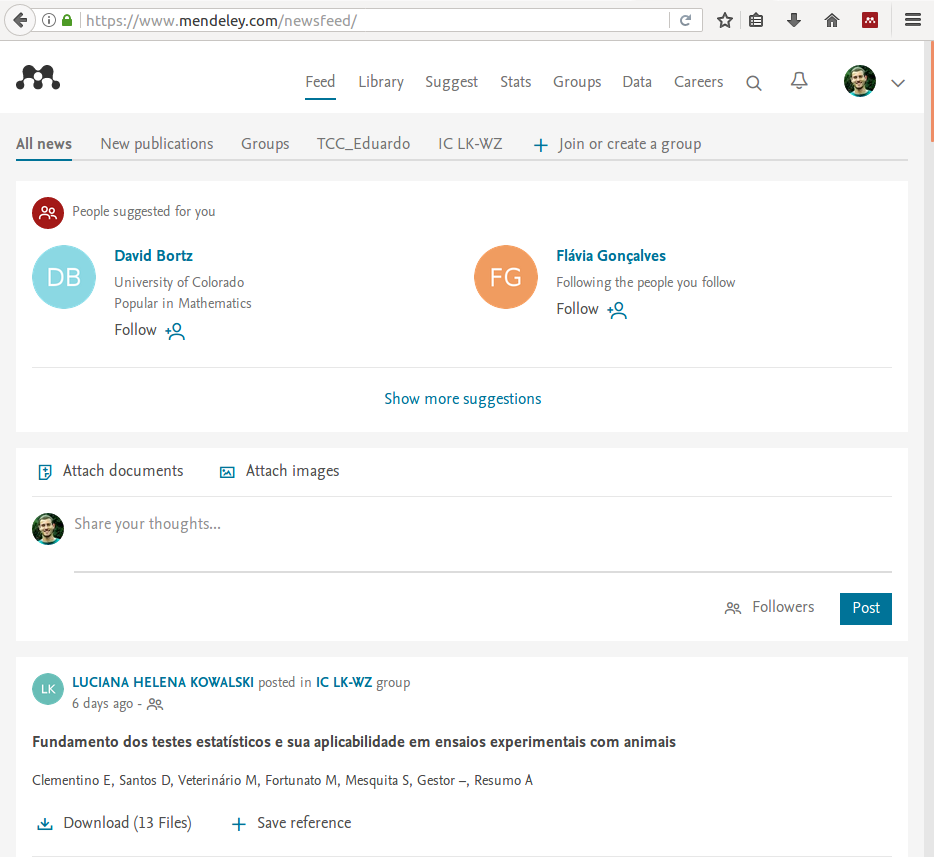 https://www.mendeley.com/newsfeed/
Feed Library Suggest Stats Groups Data Careers
All news New publications Groups TCC_Eduardo IC LK-WZ + Join or create a group
People suggested for you
DB David Bortz
University of Colorado
Popular in Mathematics
Follow
FG Flávia Gonçalves
Following the people you follow
Follow
Show more suggestions
Attach documents Attach images
Share your thoughts...
Followers Post
LK LUCIANA HELENA KOWALSKI posted in IC LK-WZ group
6 days ago -
Fundamento dos testes estatísticos e sua aplicabilidade em ensaios experimentais com animais
Clementino E, Santos D, Veterinário M, Fortunato M, Mesquita S, Gestor –, Resumo A
Download (13 Files) + Save reference